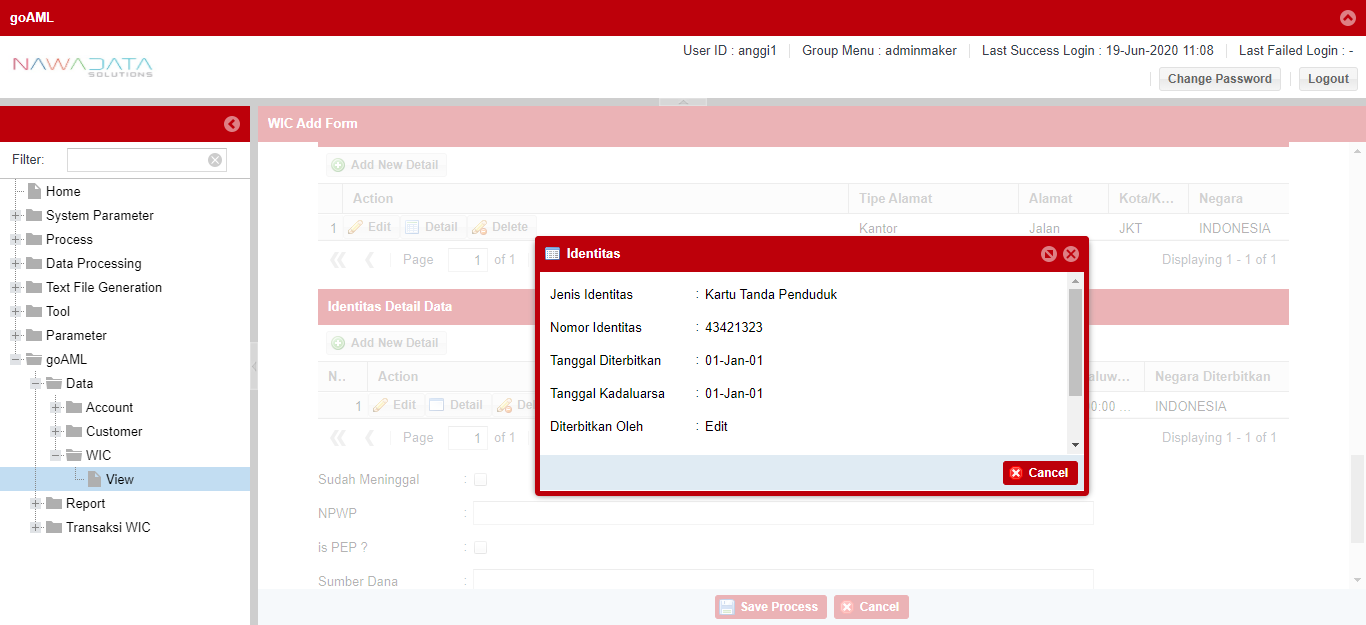 goAML
NAWADATA
SOLUTIONS
User ID : anggi1
Group Menu : adminmaker
Last Success Login : 19-Jun-2020 11:08
Last Failed Login : -
Change Password
Logout
Filter:
Home
System Parameter
Process
Data Processing
Text File Generation
Tool
Parameter
goAML
Data
Account
Customer
WIC
View
Report
Transaksi WIC
WIC Add Form
Add New Detail
Action Tipe Alamat Alamat Kota/K... Negara
1 Edit Detail Delete Kantor Jalan JKT INDONESIA
Page 1 of 1 Displaying 1 - 1 of 1
Identitas Detail Data
Add New Detail
N.. Action aluw... Negara Diterbitkan
1 Edit Detail Del 0:00 ... INDONESIA
Page 1 of 1 Displaying 1 - 1 of 1
Sudah Meninggal :
NPWP :
is PEP ? :
Sumber Dana :
Save Process
Cancel
Identitas
Jenis Identitas : Kartu Tanda Penduduk
Nomor Identitas : 43421323
Tanggal Diterbitkan : 01-Jan-01
Tanggal Kadaluarsa : 01-Jan-01
Diterbitkan Oleh : Edit
Cancel